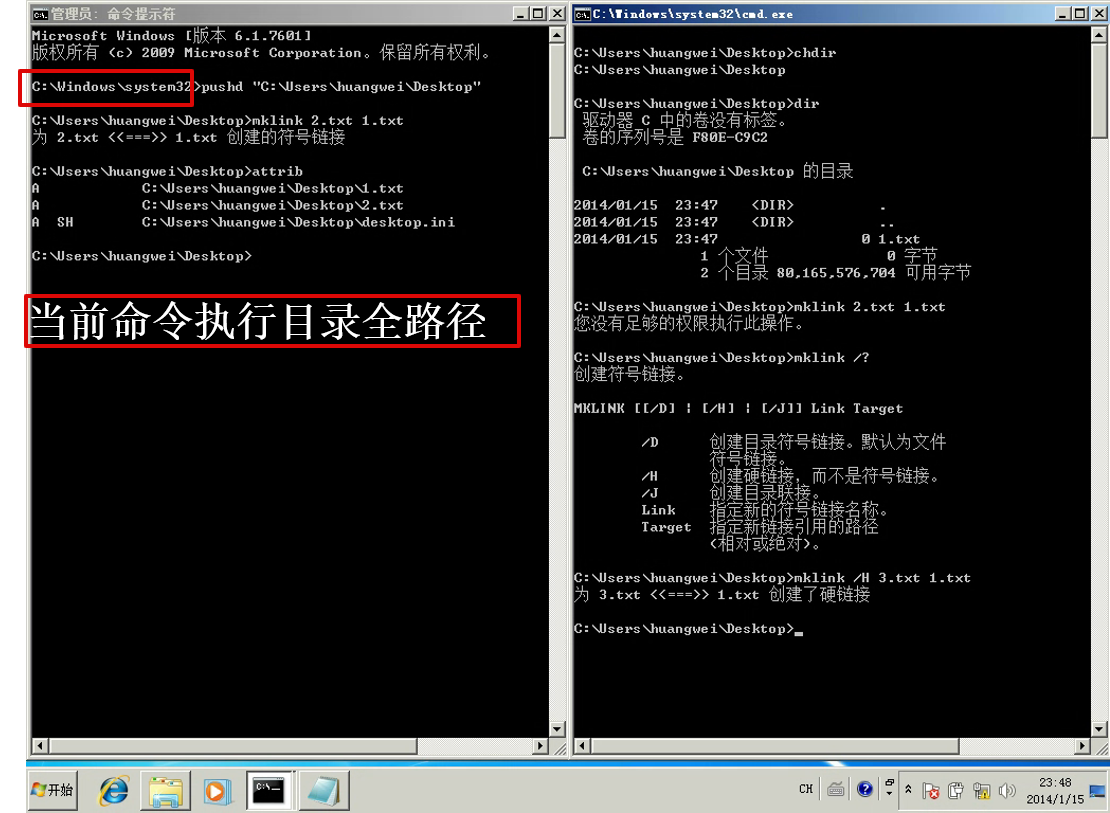 管理员: 命令提示符
Microsoft Windows [版本 6.1.7601]
版权所有 (c) 2009 Microsoft Corporation。保留所有权利。
C:\Windows\system32>pushd "C:\Users\huangwei\Desktop"
C:\Users\huangwei\Desktop>mklink 2.txt 1.txt
为 2.txt <<===>> 1.txt 创建的符号链接
C:\Users\huangwei\Desktop>attrib
A            C:\Users\huangwei\Desktop\1.txt
A            C:\Users\huangwei\Desktop\2.txt
A  SH        C:\Users\huangwei\Desktop\desktop.ini
C:\Users\huangwei\Desktop>
当前命令执行目录全路径
C:\Windows\system32\cmd.exe
C:\Users\huangwei\Desktop>chdir
C:\Users\huangwei\Desktop
C:\Users\huangwei\Desktop>dir
驱动器 C 中的卷没有标签。
卷的序列号是 F80E-C9C2
C:\Users\huangwei\Desktop 的目录
2014/01/15  23:47    <DIR>          .
2014/01/15  23:47    <DIR>          ..
2014/01/15  23:47                 0 1.txt
1 个文件              0 字节
2 个目录 80,165,576,704 可用字节
C:\Users\huangwei\Desktop>mklink 2.txt 1.txt
您没有足够的权限执行此操作。
C:\Users\huangwei\Desktop>mklink /?
创建符号链接。
MKLINK [[/D] ¦ [/H] ¦ [/J]] Link Target
/D      创建目录符号链接。默认为文件
符号链接。
/H      创建硬链接，而不是符号链接。
/J      创建目录联接。
Link    指定新的符号链接名称。
Target  指定新链接引用的路径
(相对或绝对)。
C:\Users\huangwei\Desktop>mklink /H 3.txt 1.txt
为 3.txt <<===>> 1.txt 创建了硬链接
C:\Users\huangwei\Desktop>
开始
CH
23:48
2014/1/15